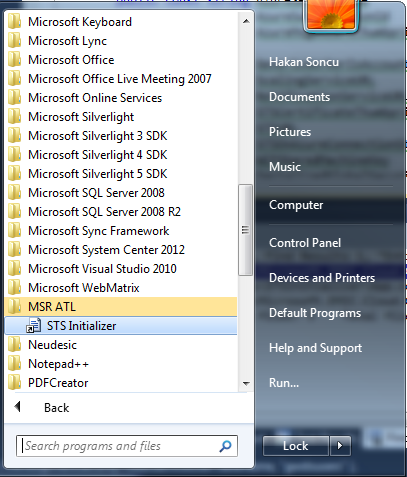 Microsoft Keyboard
Microsoft Lync
Microsoft Office
Microsoft Office Live Meeting 2007
Microsoft Online Services
Microsoft Silverlight
Microsoft Silverlight 3 SDK
Microsoft Silverlight 4 SDK
Microsoft Silverlight 5 SDK
Microsoft SQL Server 2008
Microsoft SQL Server 2008 R2
Microsoft Sync Framework
Microsoft System Center 2012
Microsoft Visual Studio 2010
Microsoft WebMatrix
MSR ATL
STS Initializer
Neudesic
Notepad++
PDFCreator
Back
Search programs and files
Hakan Soncu
Documents
Pictures
Music
Computer
Control Panel
Devices and Printers
Default Programs
Help and Support
Run...
Lock